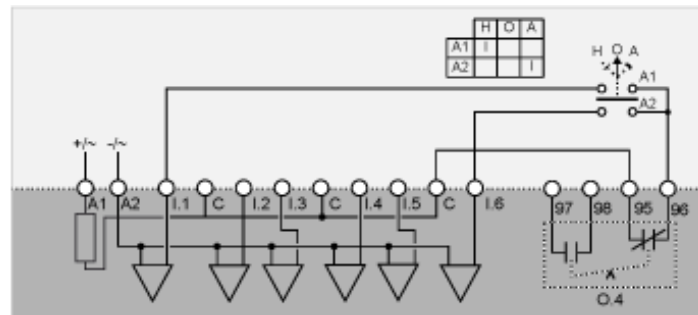 H O A
A1 I
A2 I
H O A
A1
A2
+/~ -/~
A1 A2 I.1 C I.2 I.3 C I.4 I.5 C I.6 97 98 95 96
O.4